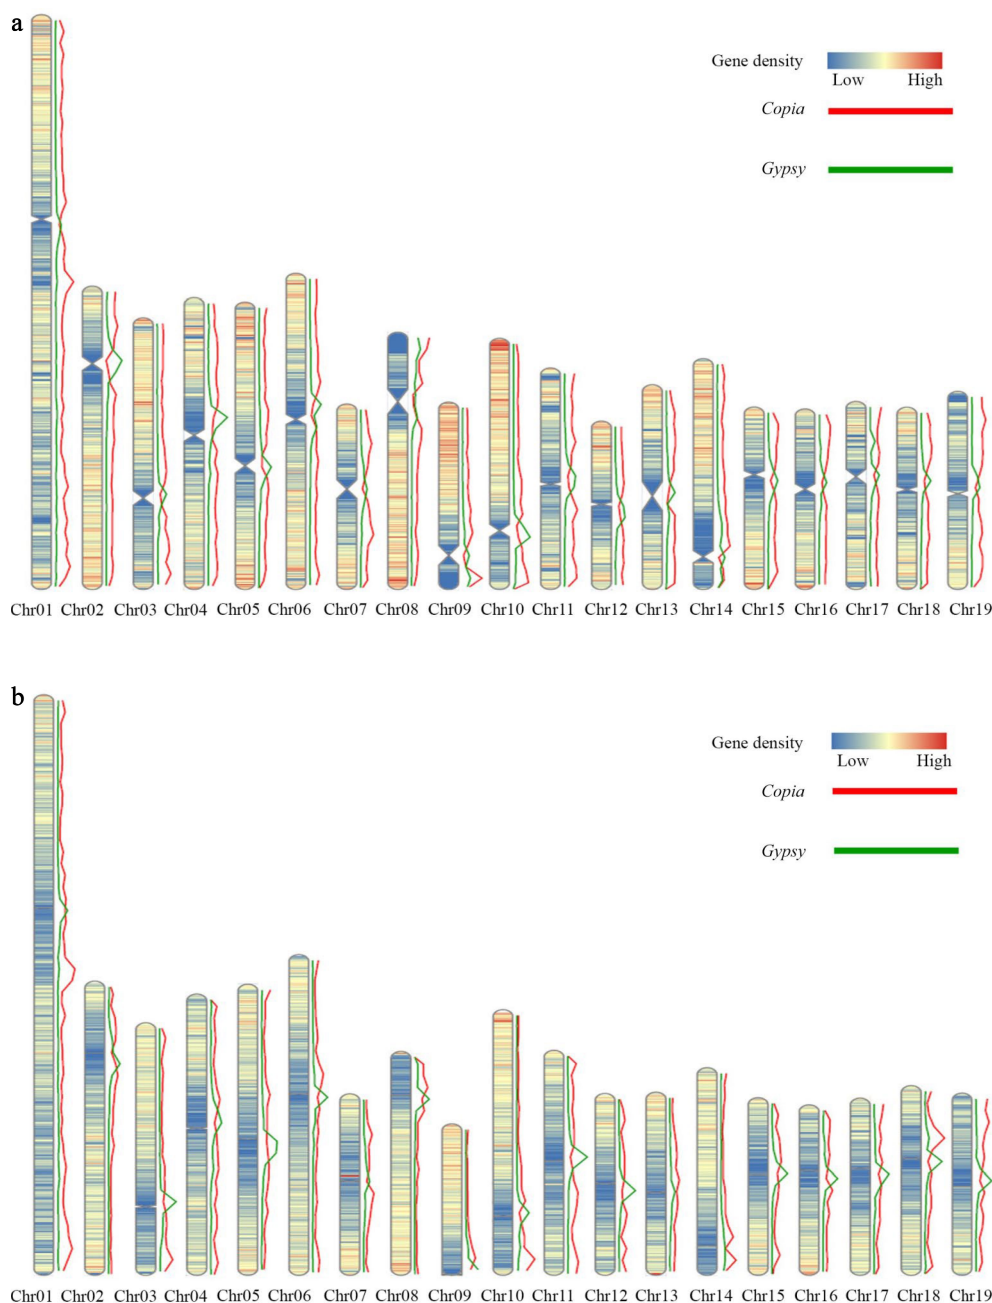 a
Gene density
Low High
Copia
Gypsy
Chr01 Chr02 Chr03 Chr04 Chr05 Chr06 Chr07 Chr08 Chr09 Chr10 Chr11 Chr12 Chr13 Chr14 Chr15 Chr16 Chr17 Chr18 Chr19
b
Gene density
Low High
Copia
Gypsy
Chr01 Chr02 Chr03 Chr04 Chr05 Chr06 Chr07 Chr08 Chr09 Chr10 Chr11 Chr12 Chr13 Chr14 Chr15 Chr16 Chr17 Chr18 Chr19